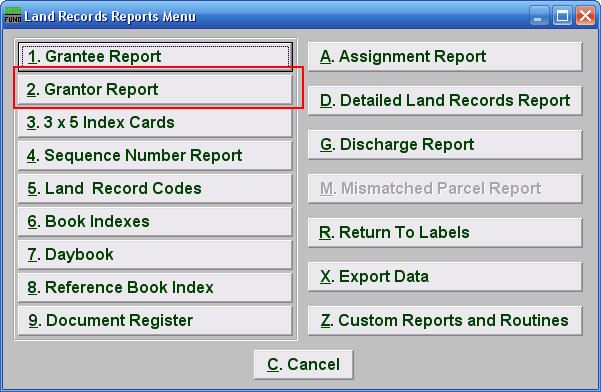 Land Records Reports Menu
1. Grantee Report
2. Grantor Report
3. 3 x 5 Index Cards
4. Sequence Number Report
5. Land  Record Codes
6. Book Indexes
7. Daybook
8. Reference Book Index
9. Document Register
A. Assignment Report
D. Detailed Land Records Report
G. Discharge Report
M. Mismatched Parcel Report
R. Return To Labels
X. Export Data
Z. Custom Reports and Routines
C. Cancel